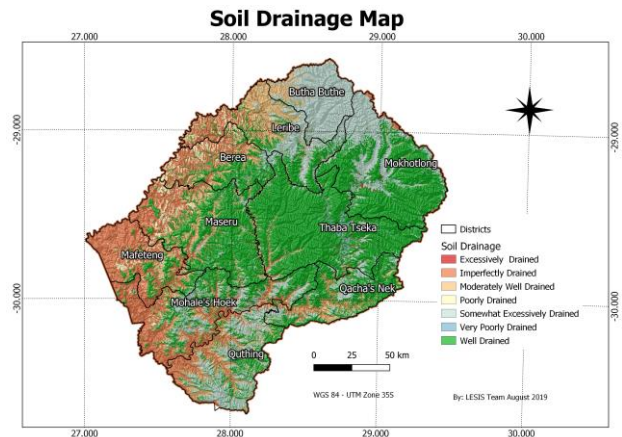 Soil Drainage Map
27.000 28.000 29.000 30.000
-29.000 -29.000
-30.000 -30.000
Butha Buthe
Leribe
Berea
Mokhotlong
Maseru
Thaba Tseka
Mafeteng
Qacha's Nek
Mohale's Hoek
Quthing
Districts
Soil Drainage
Excessively Drained
Imperfectly Drained
Moderately Well Drained
Poorly Drained
Somewhat Excessively Drained
Very Poorly Drained
Well Drained
0 25 50 km
WGS 84 - UTM Zone 35S
By: LESIS Team August 2019
27.000 28.000 29.000 30.000